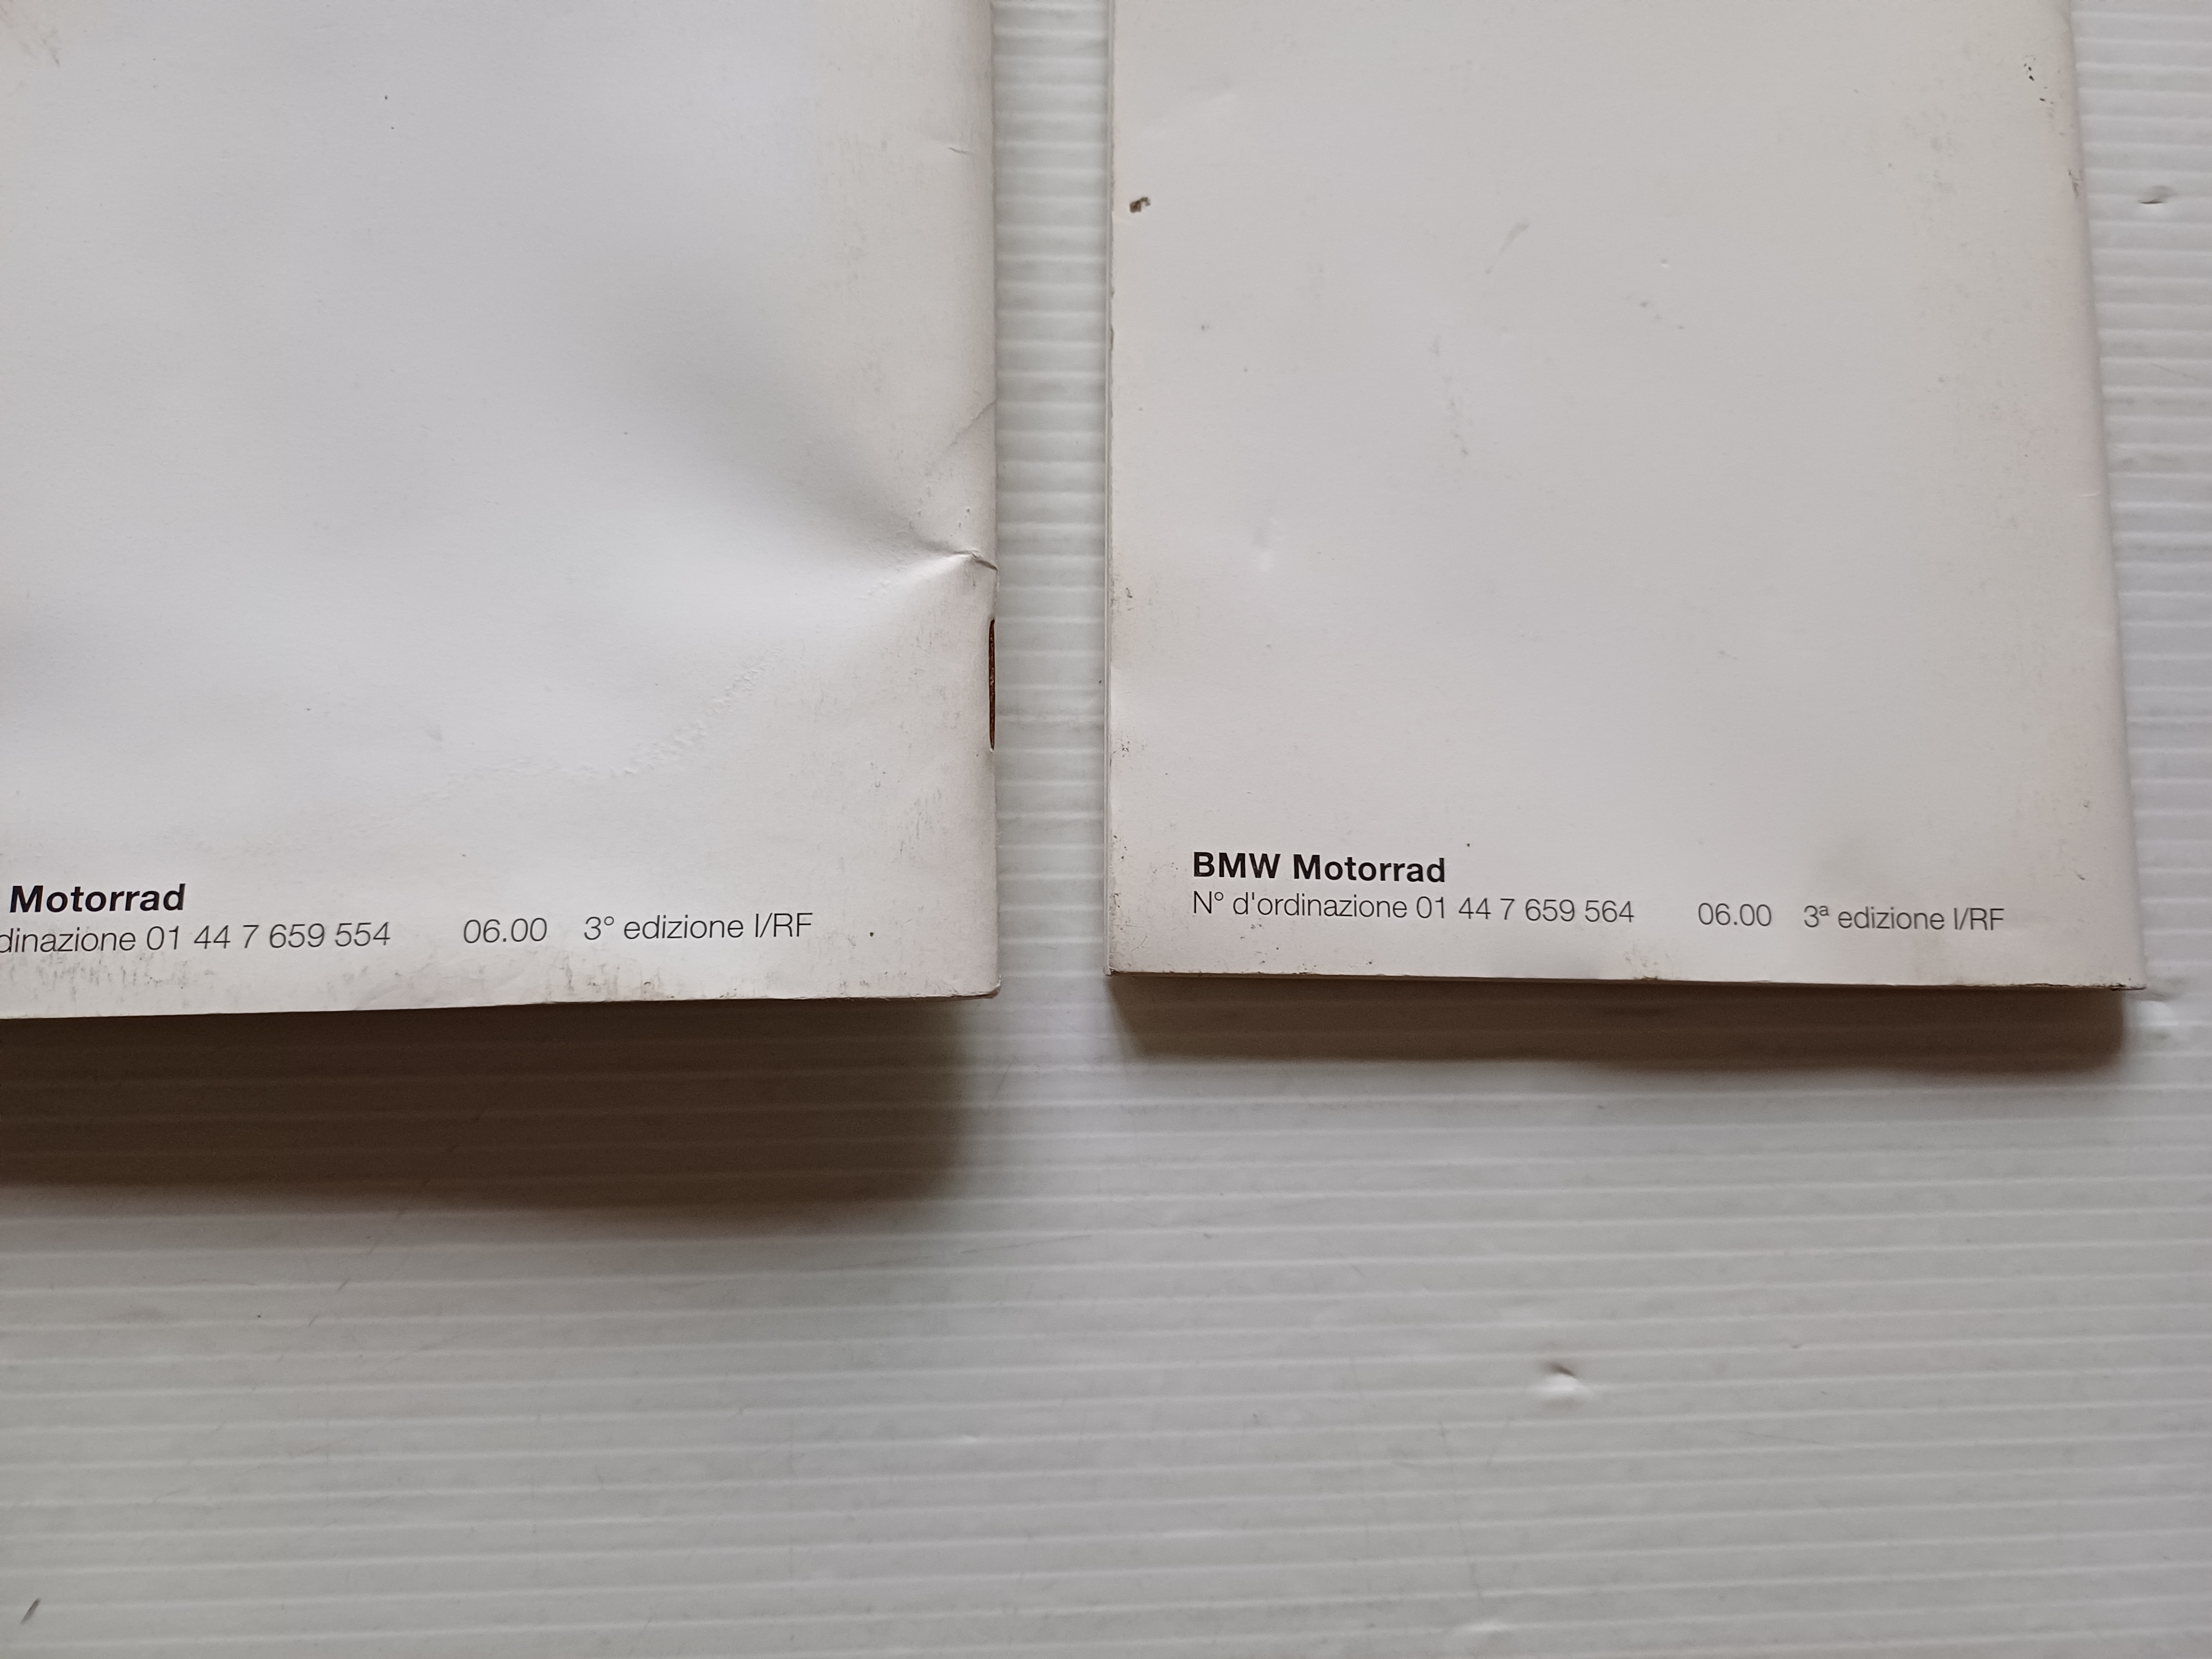 Motorrad
dinazione 01 44 7 659 554 06.00 3° edizione I/RF
BMW Motorrad
N° d'ordinazione 01 44 7 659 564 06.00 3ª edizione I/RF